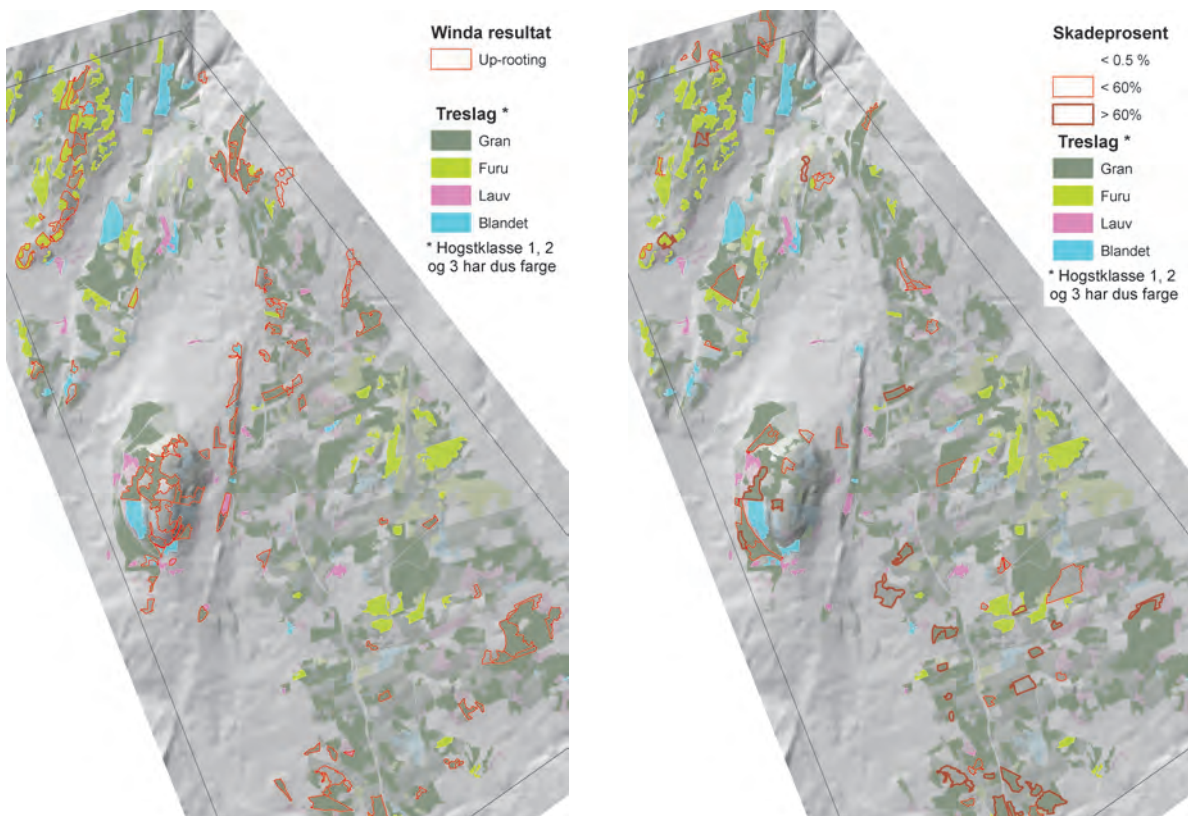 Winda resultat
Up-rooting
Treslag *
Gran
Furu
Lauv
Blandet
* Hogstklasse 1, 2
og 3 har dus farge
Skadeprosent
< 0.5 %
< 60%
> 60%
Treslag *
Gran
Furu
Lauv
Blandet
* Hogstklasse 1, 2
og 3 har dus farge